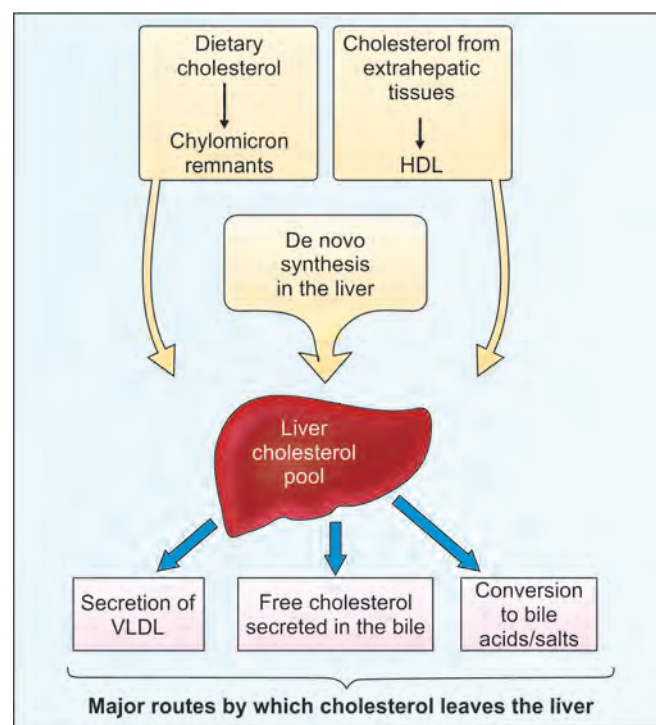 Dietary
cholesterol
Chylomicron
remnants
Cholesterol from
extrahepatic
tissues
HDL
De novo
synthesis
in the liver
Liver
cholesterol
pool
Secretion of
VLDL
Free cholesterol
secreted in the bile
Conversion
to bile
acids/salts
Major routes by which cholesterol leaves the liver